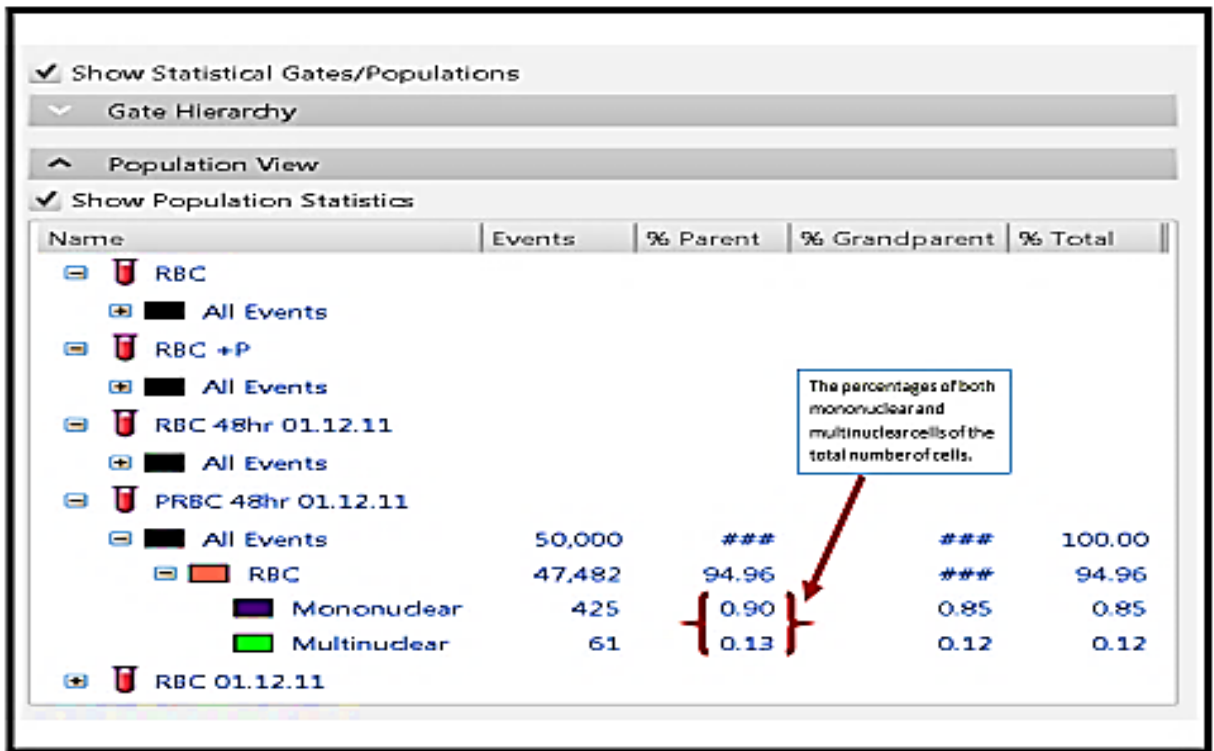 Show Statistical Gates/Populations
Gate Hierarchy
Population View
Show Population Statistics
Name Events % Parent % Grandparent % Total
RBC
All Events
RBC +P
All Events
RBC 48hr 01.12.11
All Events
PRBC 48hr 01.12.11
All Events 50,000 ### ### 100.00
RBC 47,482 94.96 ### 94.96
Mononuclear 425 0.90 0.85 0.85
Multinuclear 61 0.13 0.12 0.12
RBC 01.12.11
The percentages of both
mononuclear and
multinuclear cells of the
total number of cells.